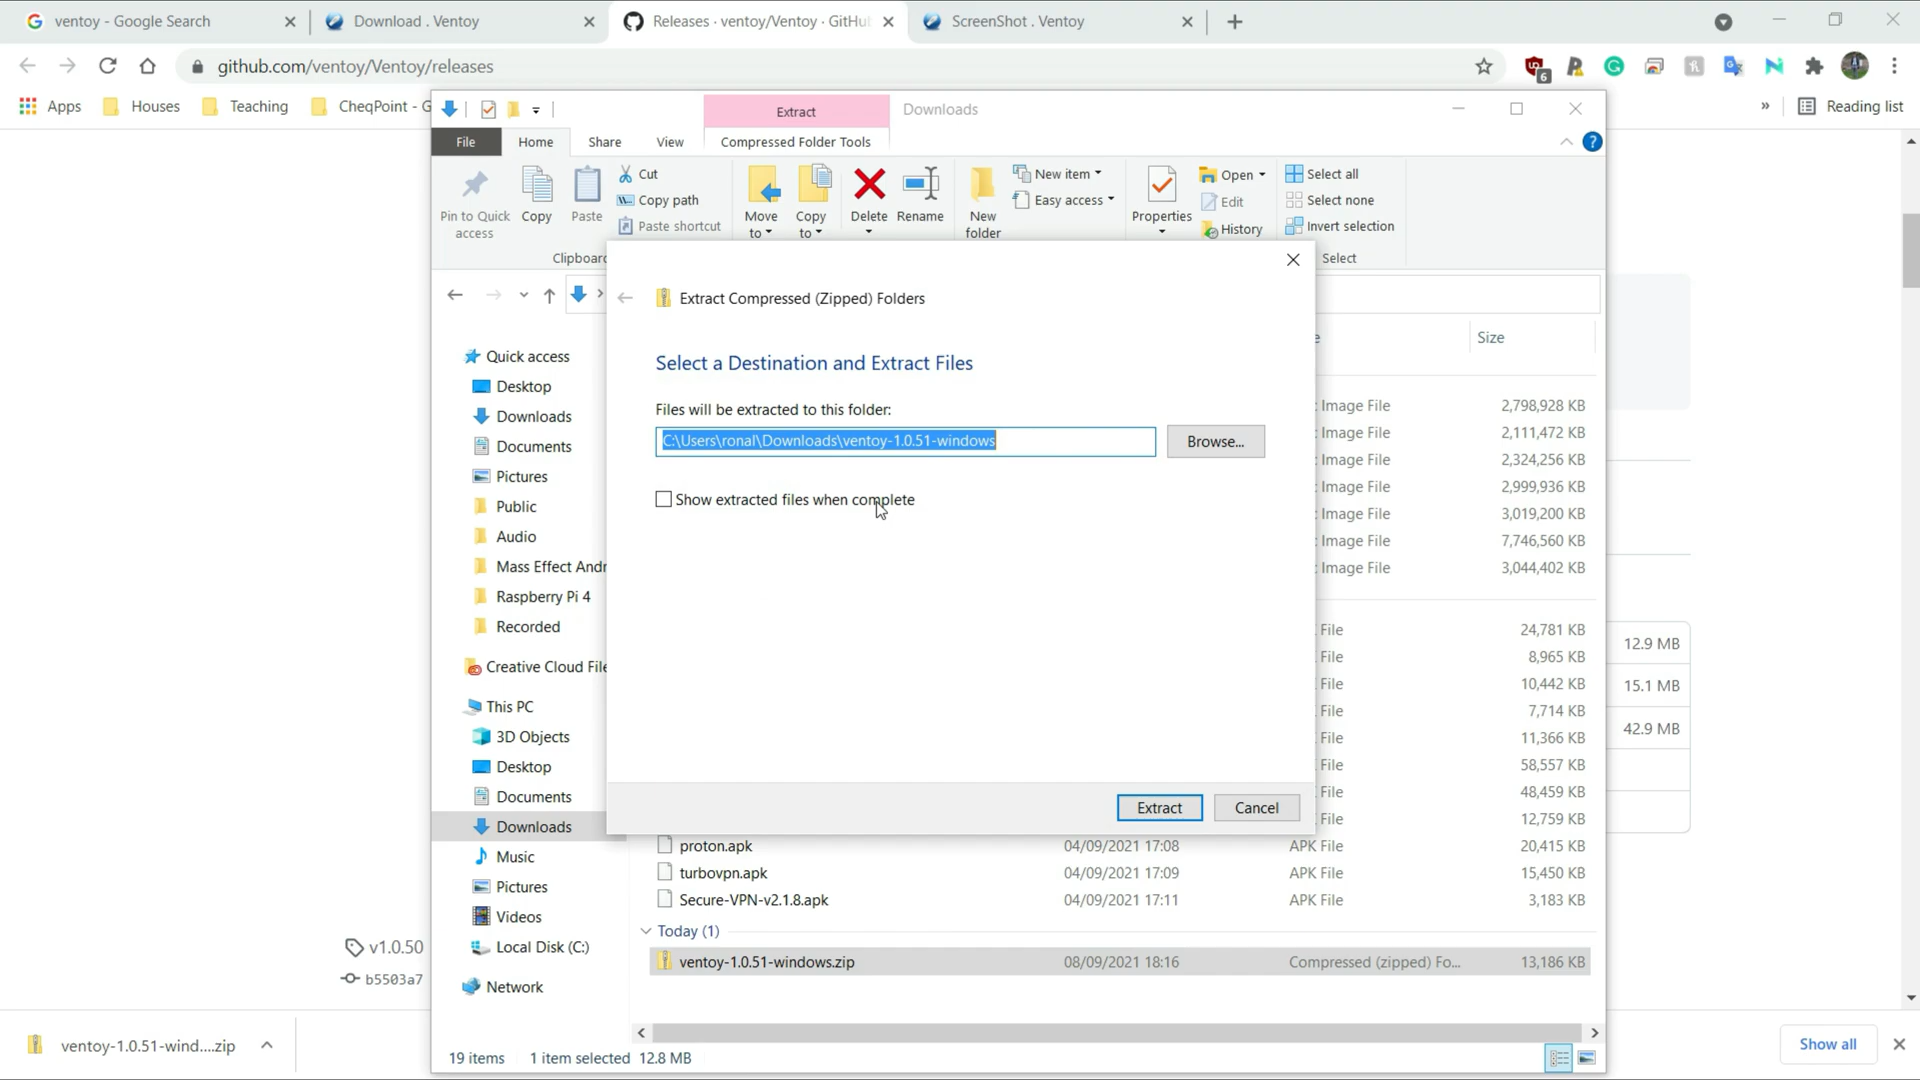 ventoy - Google Search
Download . Ventoy
Releases · ventoy/Ventoy · GitHu
ScreenShot . Ventoy
github.com/ventoy/Ventoy/releases
6
Apps
Houses
Teaching
CheqPoint - G
»
Reading list
Extract
Downloads
File
Home
Share
View
Compressed Folder Tools
Pin to Quick access
Copy
Paste
Cut
Copy path
Paste shortcut
Clipboard
Move to
Copy to
Delete
Rename
New folder
New item
Easy access
Properties
Open
Edit
History
Select all
Select none
Invert selection
Select
Extract Compressed (Zipped) Folders
Select a Destination and Extract Files
Files will be extracted to this folder:
C:\Users\ronal\Downloads\ventoy-1.0.51-windows
Browse...
Show extracted files when complete
Extract
Cancel
Quick access
Desktop
Downloads
Documents
Pictures
Public
Audio
Mass Effect Andr
Raspberry Pi 4
Recorded
Creative Cloud File
This PC
3D Objects
Desktop
Documents
Downloads
Music
Pictures
Videos
Local Disk (C:)
Network
e
Size
: Image File 2,798,928 KB
: Image File 2,111,472 KB
: Image File 2,324,256 KB
: Image File 2,999,936 KB
: Image File 3,019,200 KB
: Image File 7,746,560 KB
: Image File 3,044,402 KB
File 24,781 KB
File 8,965 KB
File 10,442 KB
File 7,714 KB
File 11,366 KB
File 58,557 KB
File 48,459 KB
File 12,759 KB
proton.apk 04/09/2021 17:08 APK File 20,415 KB
turbovpn.apk 04/09/2021 17:09 APK File 15,450 KB
Secure-VPN-v2.1.8.apk 04/09/2021 17:11 APK File 3,183 KB
Today (1)
ventoy-1.0.51-windows.zip 08/09/2021 18:16 Compressed (zipped) Fo... 13,186 KB
12.9 MB
15.1 MB
42.9 MB
v1.0.50
b5503a7
19 items
1 item selected 12.8 MB
ventoy-1.0.51-wind....zip
Show all